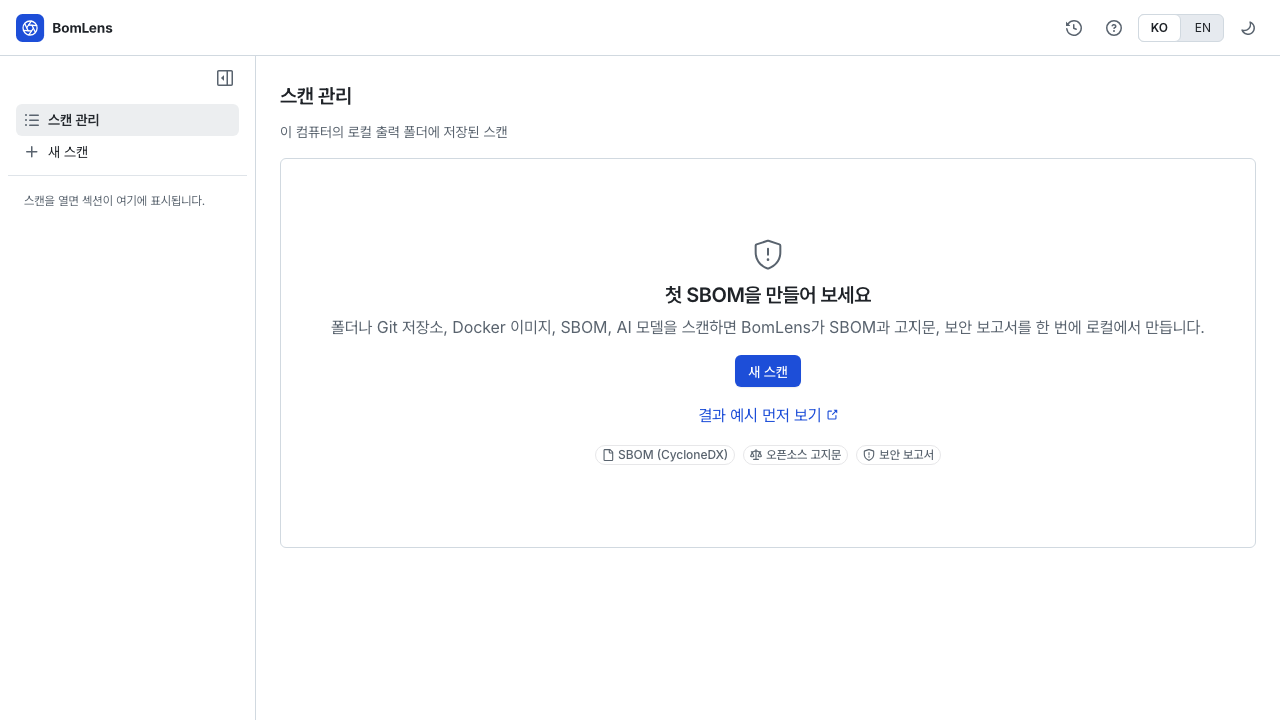 BomLens
KO
EN
스캔 관리
새 스캔
스캔을 열면 섹션이 여기에 표시됩니다.
스캔 관리
이 컴퓨터의 로컬 출력 폴더에 저장된 스캔
첫 SBOM을 만들어 보세요
폴더나 Git 저장소, Docker 이미지, SBOM, AI 모델을 스캔하면 BomLens가 SBOM과 고지문, 보안 보고서를 한 번에 로컬에서 만듭니다.
새 스캔
결과 예시 먼저 보기
SBOM (CycloneDX)
오픈소스 고지문
보안 보고서